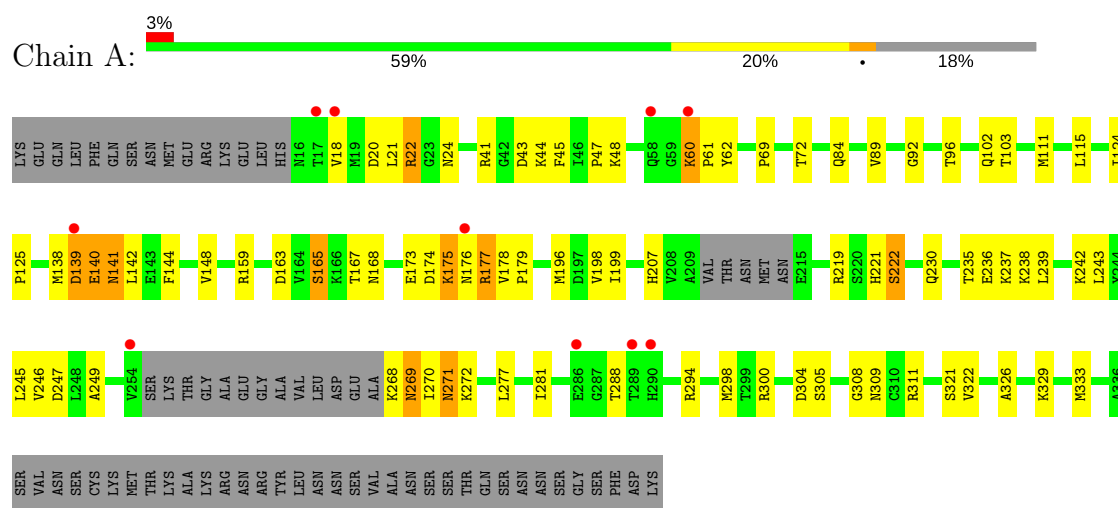 3%
Chain A:
59% 20% • 18%
LYS GLU GLN LEU PHE GLN SER ASN MET GLU ARG LYS GLU LEU HIS N16 T17 V18 M19 D20 L21 R22 G23 N24 R41 G42 D43 K44 F45 I46 P47 K48 Q58 G59 K60 P61 Y62 P69 T72 Q84 V89 G92 T96 Q102 T103 M111 L115 I124
P125 M138 D139 E140 N141 L142 E143 F144 V148 R159 D163 V164 S165 K166 T167 N168 E173 D174 K175 N176 R177 V178 P179 M196 D197 V198 I199 H207 V208 A209 VAL THR ASN MET ASN E215 R219 S220 H221 S222 Q230 T235 E236 K237 K238 L239 K242 L243 Y244
L245 V246 D247 L248 A249 V254 SER LYS THR GLY ALA GLU GLY ALA VAL LEU ASP GLU ALA K268 N269 I270 N271 K272 L277 I281 E286 G287 T288 T289 H290 R294 M298 T299 R300 D304 S305 G308 N309 C310 R311 S321 V322 A326 K329 M333 A336
SER VAL ASN SER CYS LYS MET THR LYS ALA LYS ARG ASN ARG TYR LEU ASN ASN SER VAL ALA ASN SER SER THR GLN SER ASN ASN SER GLY SER PHE ASP LYS